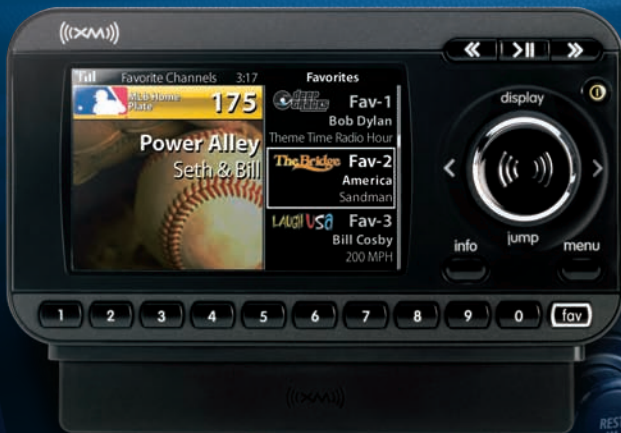 ((XM))
Favorite Channels 3:17
MLB Home
Plate
175
Power Alley
Seth & Bill
Favorites
deep
tracks
Fav-1
Bob Dylan
Theme Time Radio Hour
The Bridge Fav-2
America
Sandman
LAUGH USA Fav-3
Bill Cosby
200 MPH
display
info
jump
menu
1 2 3 4 5 6 7 8 9 0 fav
((XM))